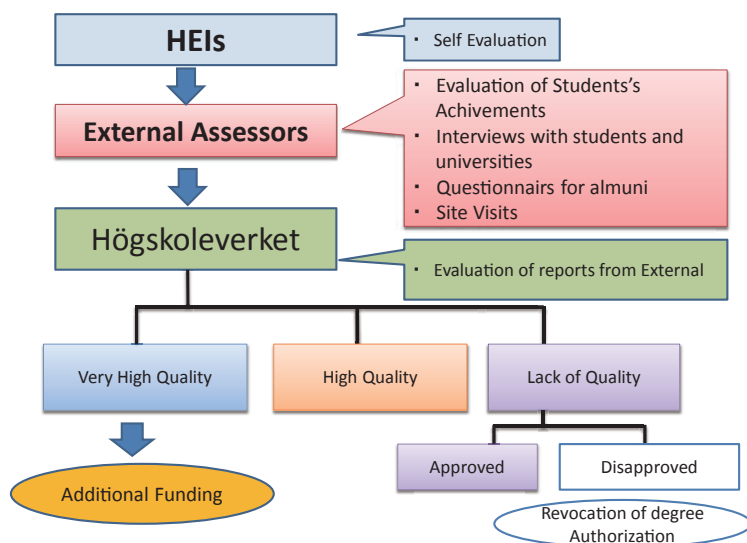 HEIs
▪ Self Evaluation
External Assessors
▪ Evaluation of Students's
Achivements
▪ Interviews with students and
universities
▪ Questionnairs for almuni
▪ Site Visits
Högskoleverket
▪ Evaluation of reports from External
Very High Quality
High Quality
Lack of Quality
Approved
Disapproved
Additional Funding
Revocation of degree
Authorization